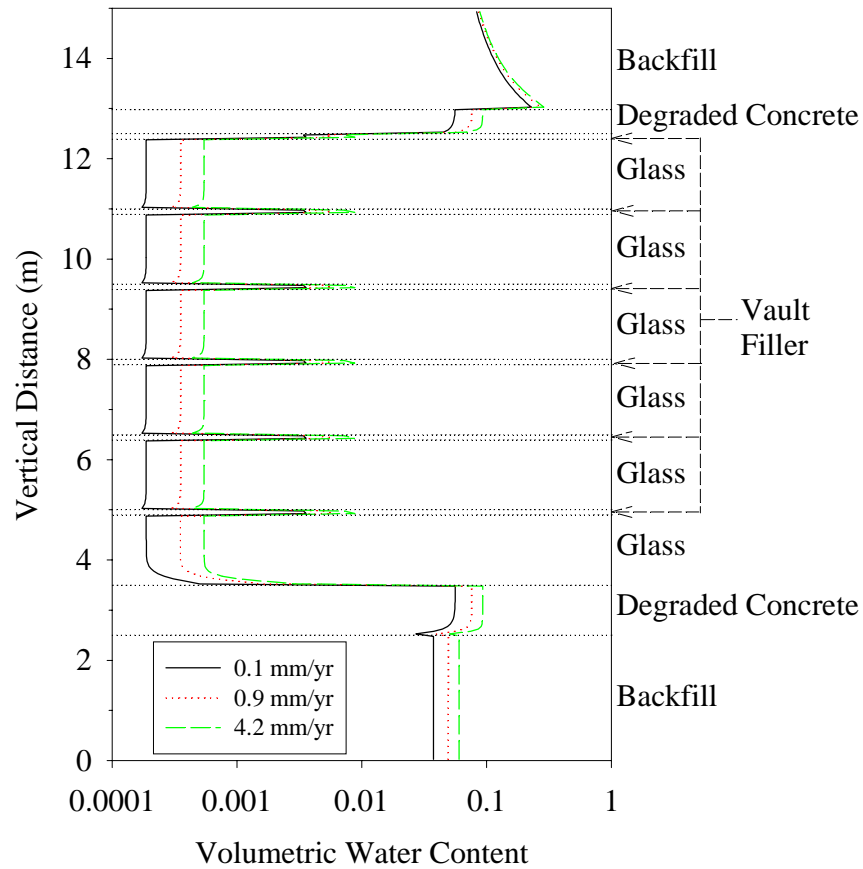 14
12
10
8
6
4
2
0
Vertical Distance (m)
0.0001
0.001
0.01
0.1
1
Volumetric Water Content
0.1 mm/yr
0.9 mm/yr
4.2 mm/yr
Backfill
Degraded Concrete
Glass
Glass
Glass
Glass
Glass
Glass
Degraded Concrete
Backfill
Vault
Filler